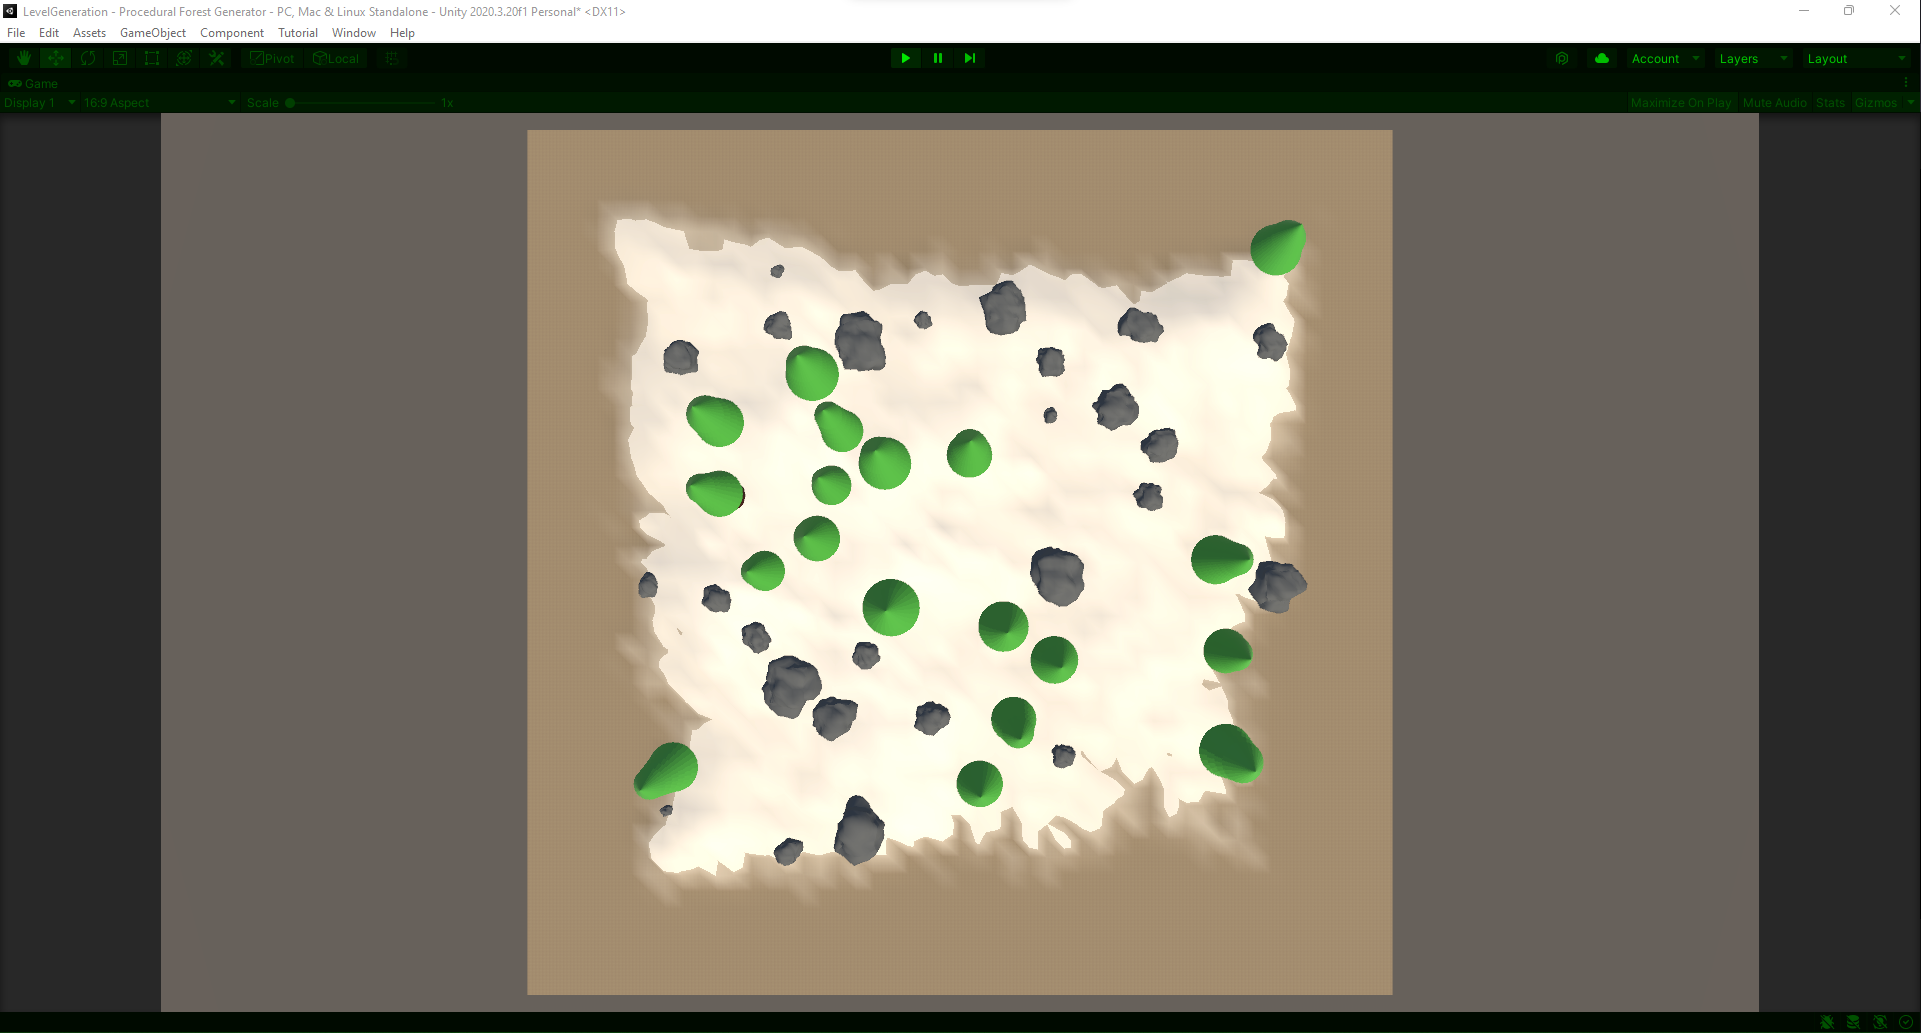 LevelGeneration - Procedural Forest Generator - PC, Mac & Linux Standalone - Unity 2020.3.20f1 Personal* <DX11>
File Edit Assets GameObject Component Tutorial Window Help
Pivot Local Account Layers Layout
Game
Display 1 16:9 Aspect Scale 1x Maximize On Play Mute Audio Stats Gizmos